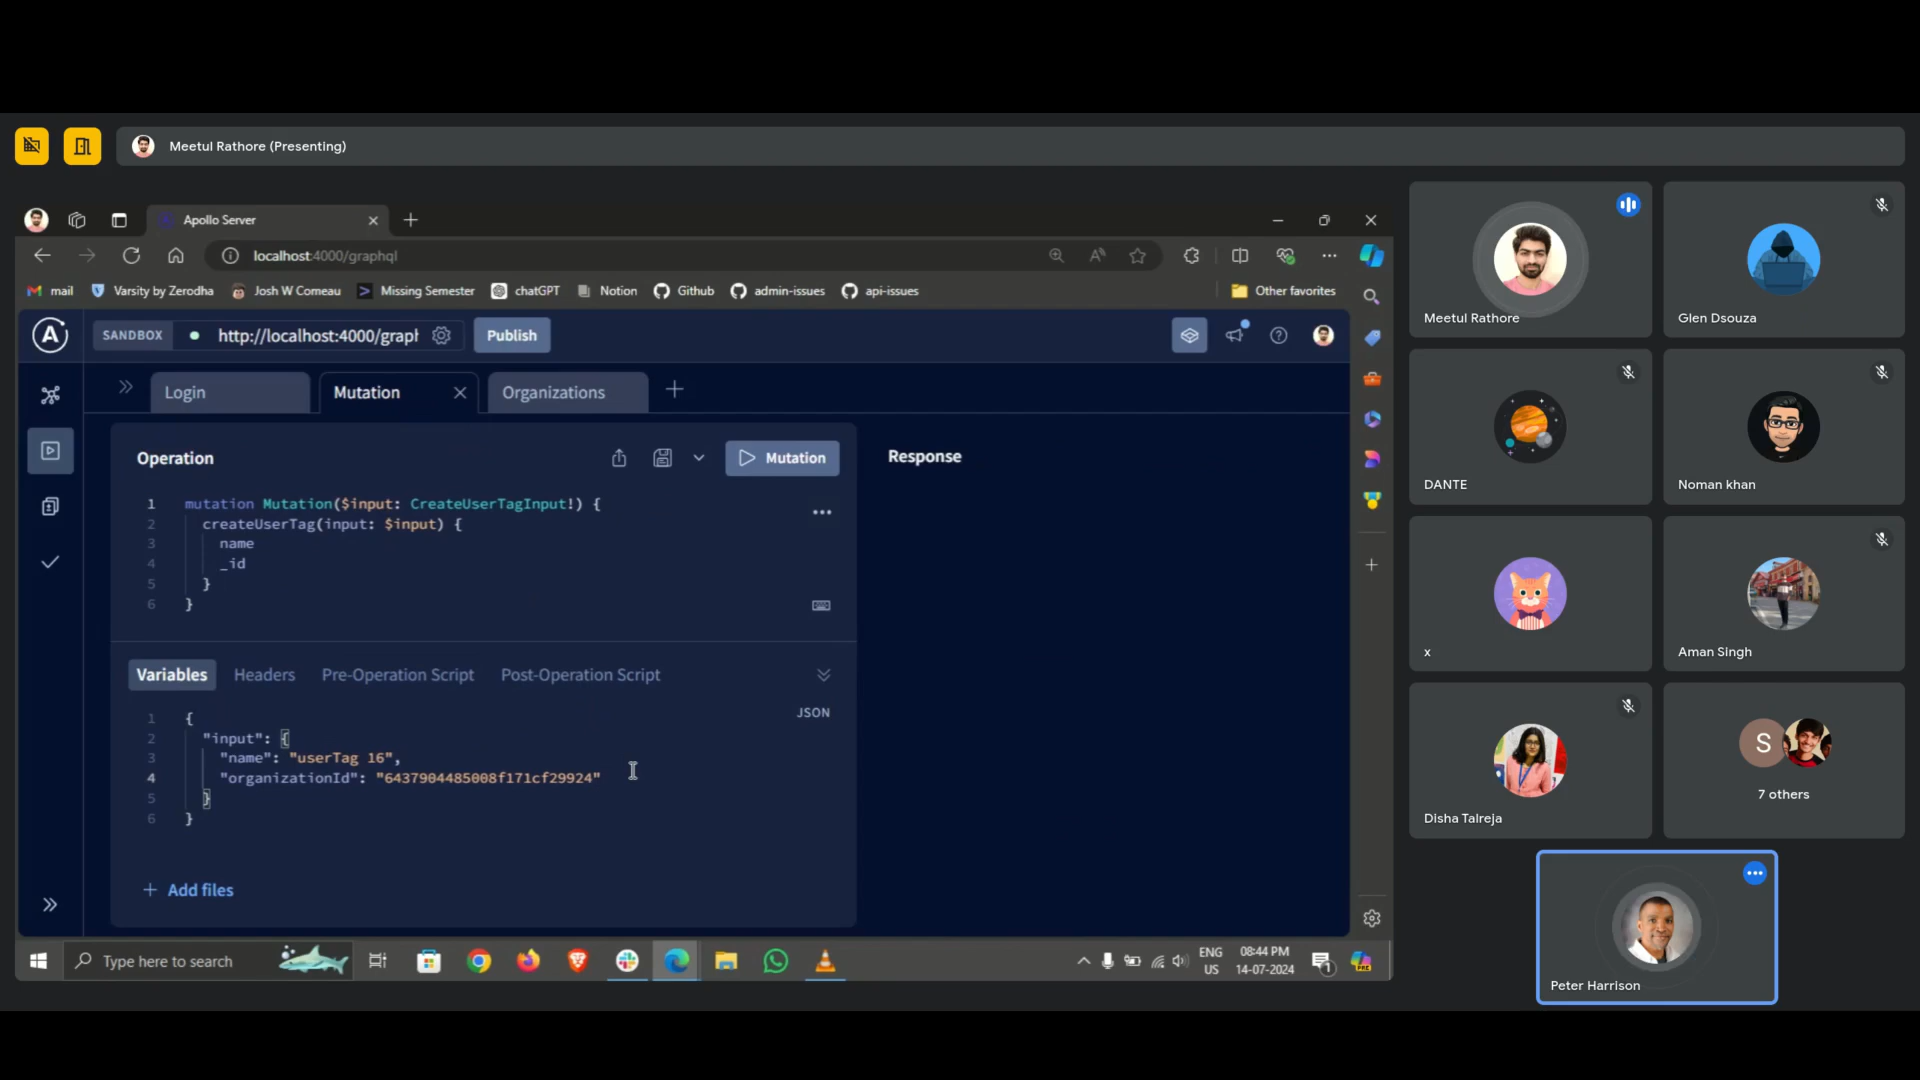 Meetul Rathore (Presenting)
Apollo Server
localhost:4000/graphql
mail
Varsity by Zerodha
Josh W Comeau
Missing Semester
chatGPT
Notion
Github
admin-issues
api-issues
Other favorites
SANDBOX
http://localhost:4000/graph
Publish
Login
Mutation
Organizations
Operation
Mutation
Response
1 mutation Mutation($input: CreateUserTagInput!) {
2 createUserTag(input: $input) {
3 name
4 _id
5 }
6 }
Variables
Headers
Pre-Operation Script
Post-Operation Script
JSON
1 {
2 "input": {
3 "name": "userTag 16",
4 "organizationId": "6437904485008f171cf29924"
5 }
6 }
Add files
Type here to search
ENG
US
08:44 PM
14-07-2024
1
PRE
Meetul Rathore
Glen Dsouza
DANTE
Noman khan
x
Aman Singh
Disha Talreja
S
7 others
Peter Harrison